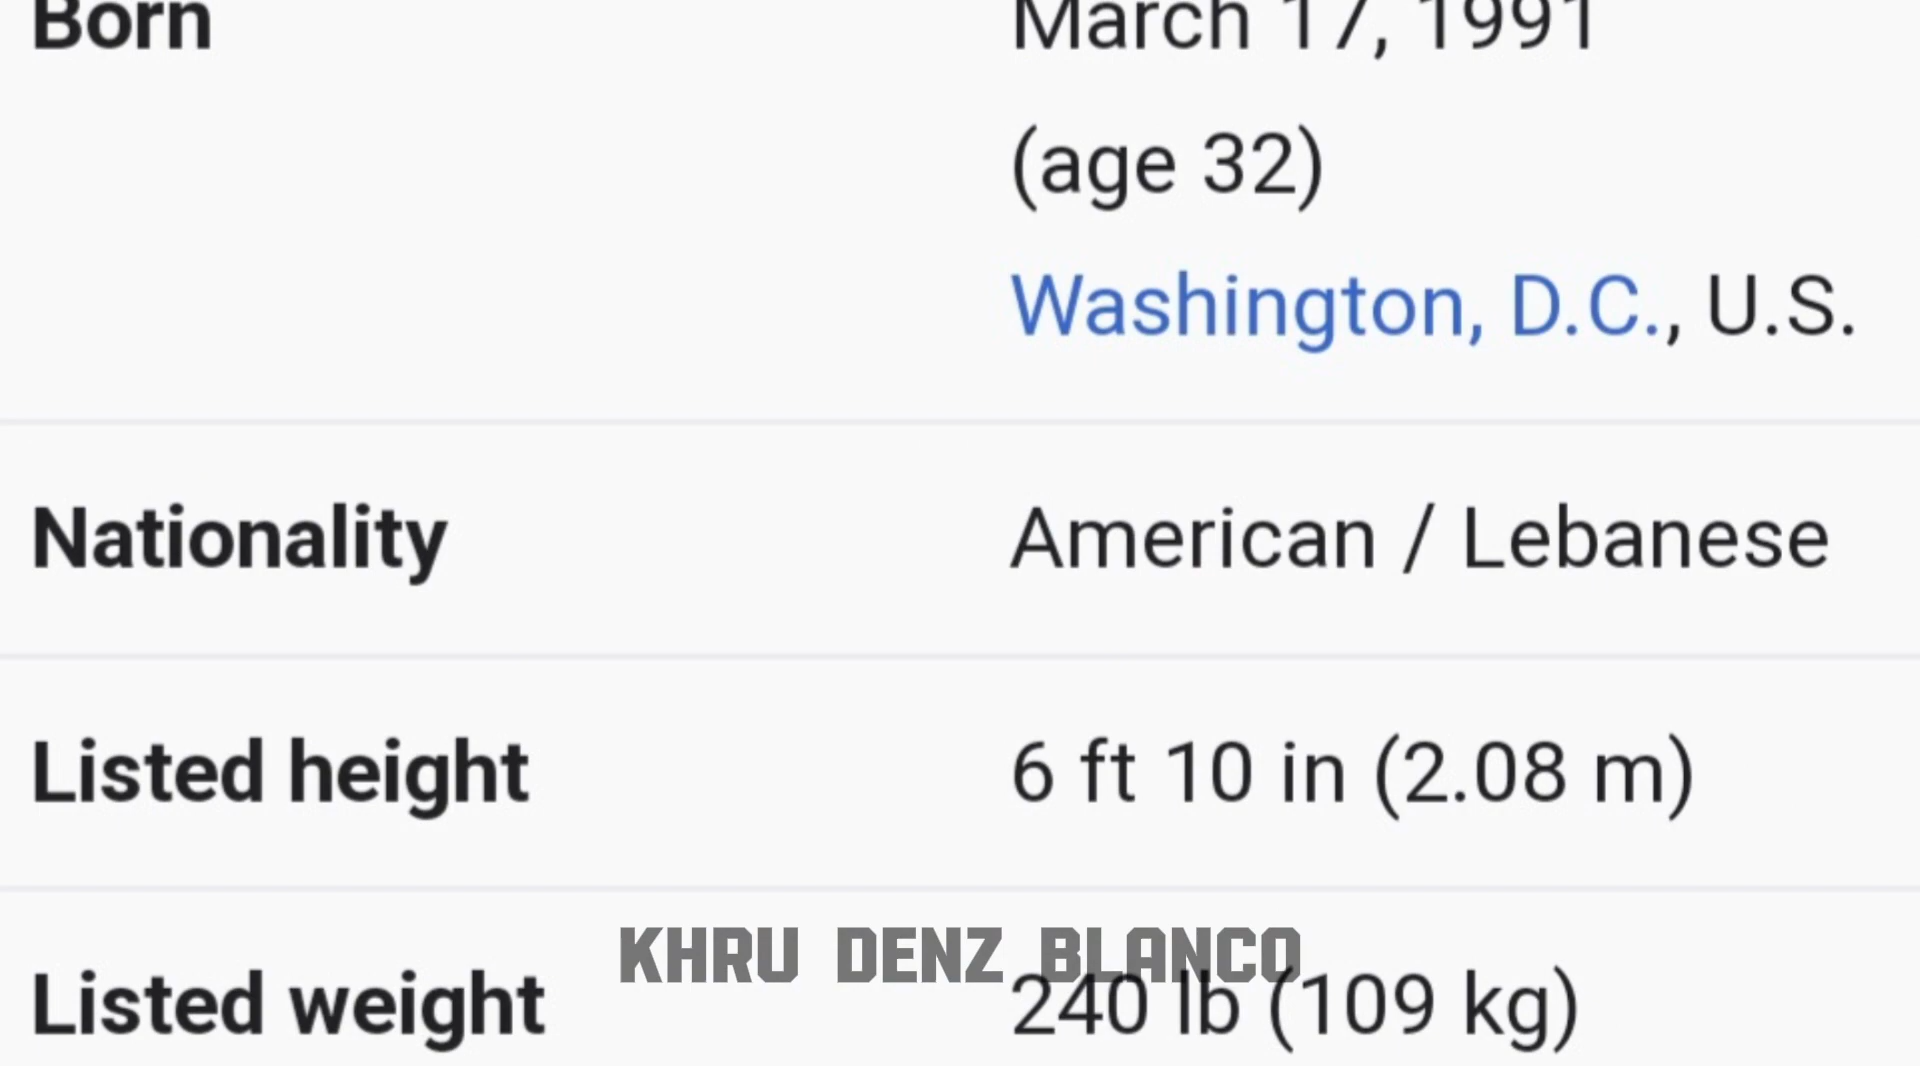 Born March 17, 1991
(age 32)
Washington, D.C., U.S.
Nationality American / Lebanese
Listed height 6 ft 10 in (2.08 m)
KHRU DENZ BLANCO
Listed weight 240 lb (109 kg)